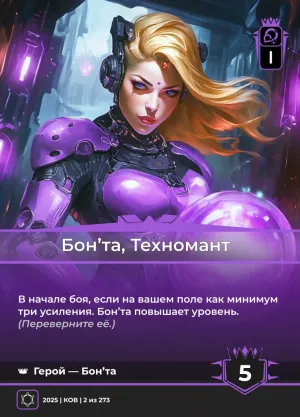 I
Бон’та, Техномант
В начале боя, если на вашем поле как минимум
три усиления. Бон’та повышает уровень.
(Переверните её.)
Герой — Бон’та
5
2025 | КОВ | 2 из 273